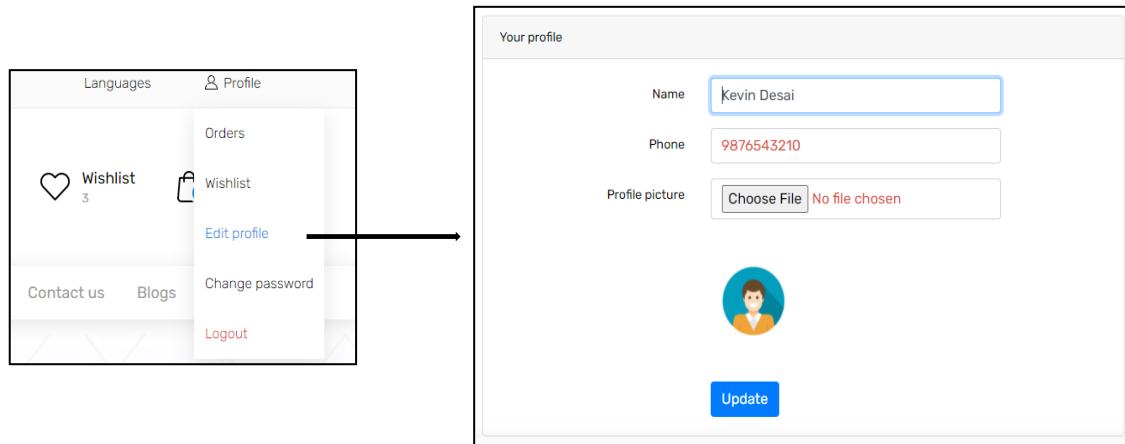 Languages
Profile
Orders
Wishlist
3
Wishlist
Edit profile
Contact us
Blogs
Change password
Logout
Your profile
Name
Kevin Desai
Phone
9876543210
Profile picture
Choose File No file chosen
Update